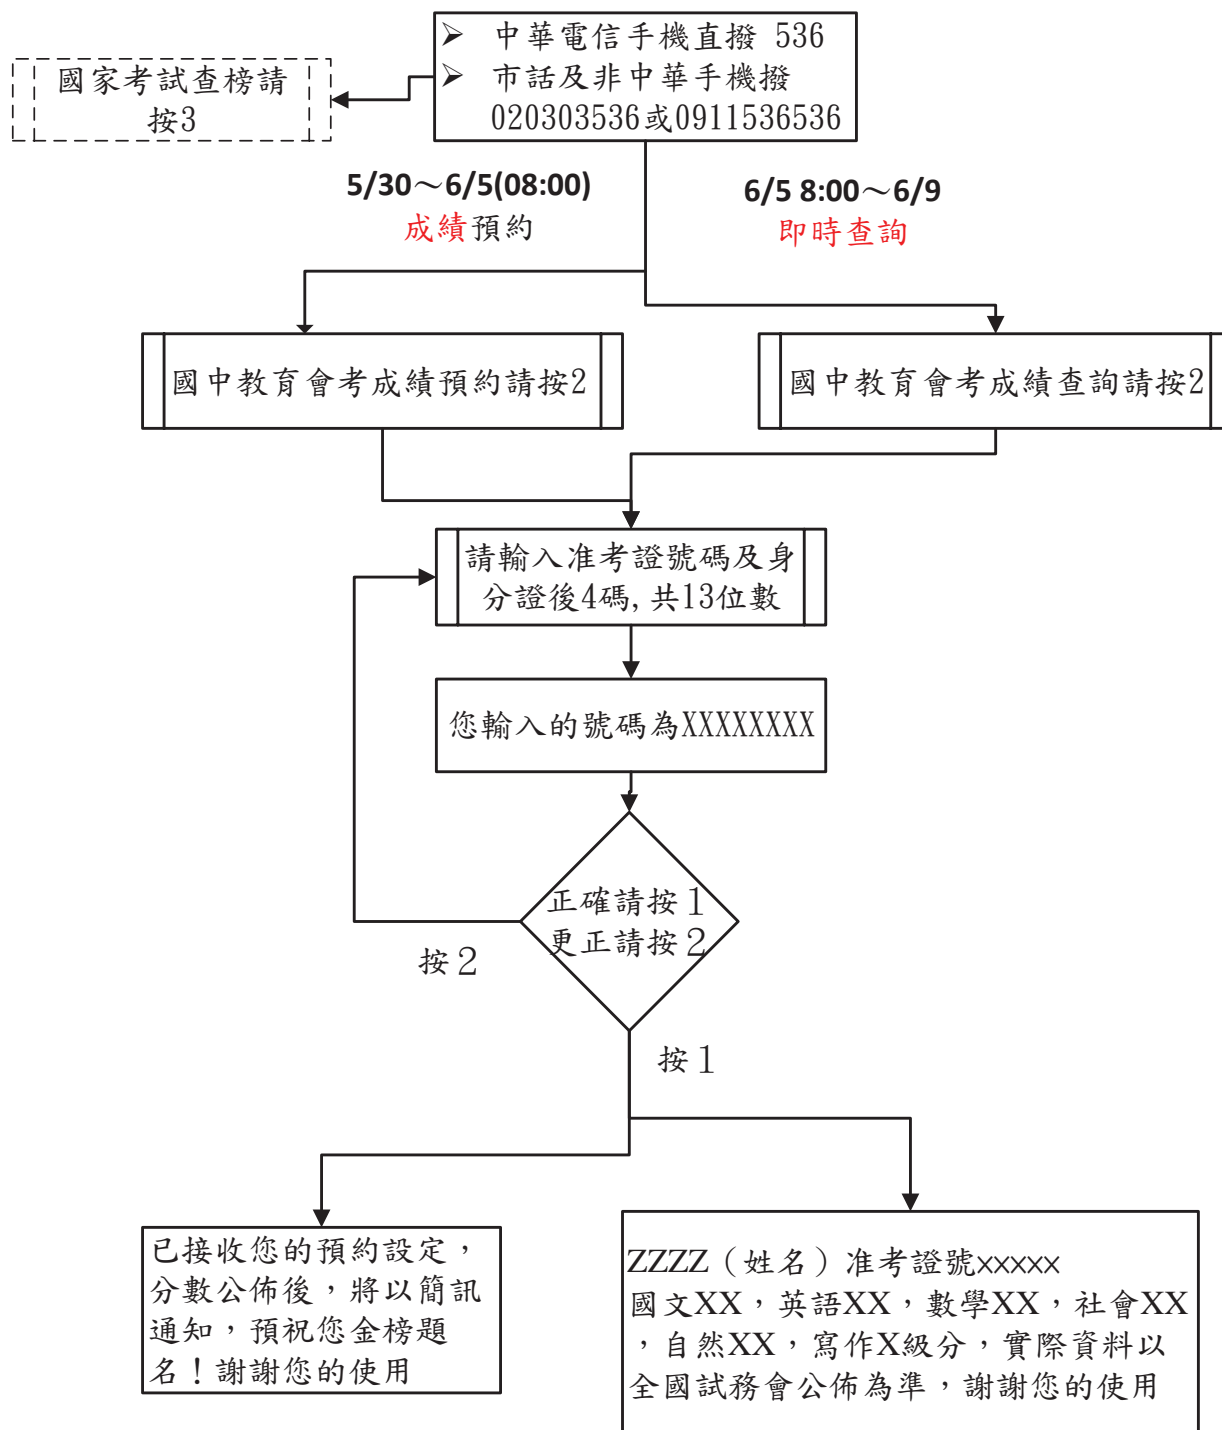 ➢ 中華電信手機直撥 536
➢ 市話及非中華手機撥
020303536或0911536536
國家考試查榜請
按3
5/30～6/5(08:00)
成績預約
6/5 8:00～6/9
即時查詢
國中教育會考成績預約請按2
國中教育會考成績查詢請按2
請輸入准考證號碼及身
分證後4碼,共13位數
您輸入的號碼為XXXXXXXX
正確請按１
更正請按２
按２
按１
已接收您的預約設定，
分數公佈後，將以簡訊
通知，預祝您金榜題
名！謝謝您的使用
ZZZZ（姓名）准考證號xxxxx
國文XX，英語XX，數學XX，社會XX
，自然XX，寫作X級分，實際資料以
全國試務會公佈為準，謝謝您的使用